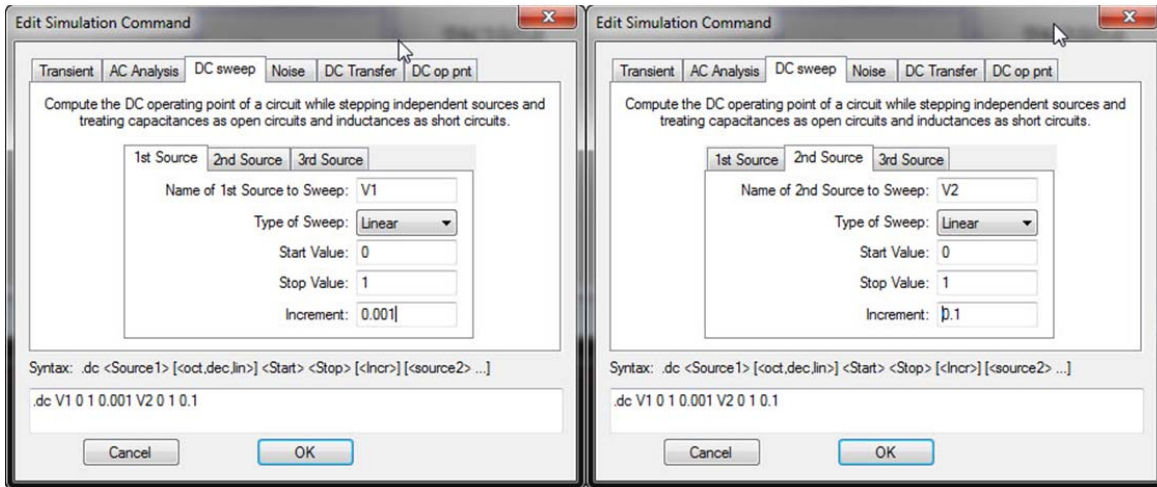 Edit Simulation Command
Transient AC Analysis DC sweep Noise DC Transfer DC op pnt
Compute the DC operating point of a circuit while stepping independent sources and
treating capacitances as open circuits and inductances as short circuits.
1st Source 2nd Source 3rd Source
Name of 1st Source to Sweep: V1
Type of Sweep: Linear
Start Value: 0
Stop Value: 1
Increment: 0.001
Syntax: .dc <Source1> [<oct,dec,lin>] <Start> <Stop> [<Incr>] [<source2> ...]
.dc V1 0 1 0.001 V2 0 1 0.1
Cancel OK
Edit Simulation Command
Transient AC Analysis DC sweep Noise DC Transfer DC op pnt
Compute the DC operating point of a circuit while stepping independent sources and
treating capacitances as open circuits and inductances as short circuits.
1st Source 2nd Source 3rd Source
Name of 2nd Source to Sweep: V2
Type of Sweep: Linear
Start Value: 0
Stop Value: 1
Increment: 0.1
Syntax: .dc <Source1> [<oct,dec,lin>] <Start> <Stop> [<Incr>] [<source2> ...]
.dc V1 0 1 0.001 V2 0 1 0.1
Cancel OK